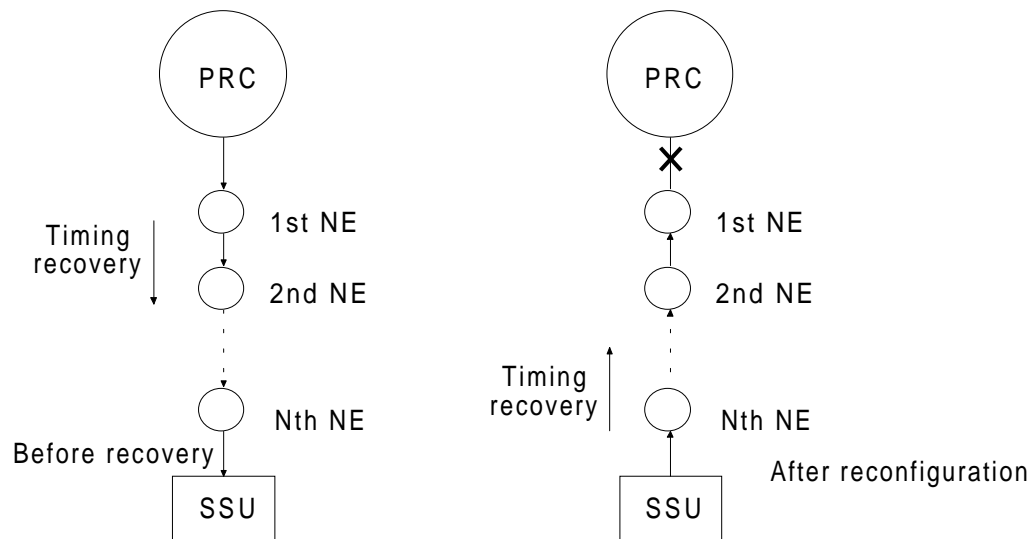 PRC
1st NE
Timing
recovery
2nd NE
Nth NE
Before recovery
SSU
PRC
1st NE
2nd NE
Timing
recovery
Nth NE
After reconfiguration
SSU